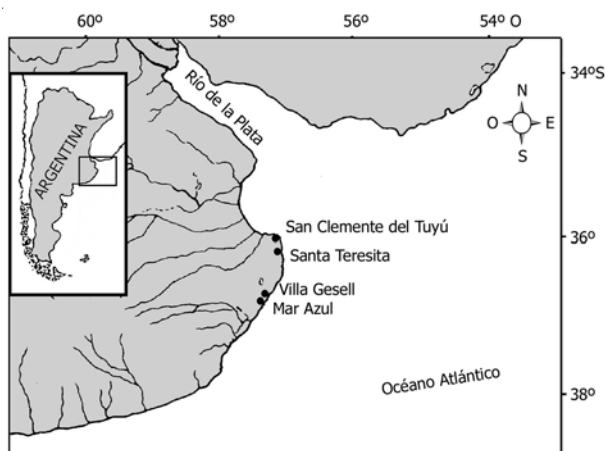 60º 58º 56º 54º O
34ºS
Río de la Plata
N
O E
S
ARGENTINA
San Clemente del Tuyú
36º
Santa Teresita
Villa Gesell
Mar Azul
Océano Atlántico
38º